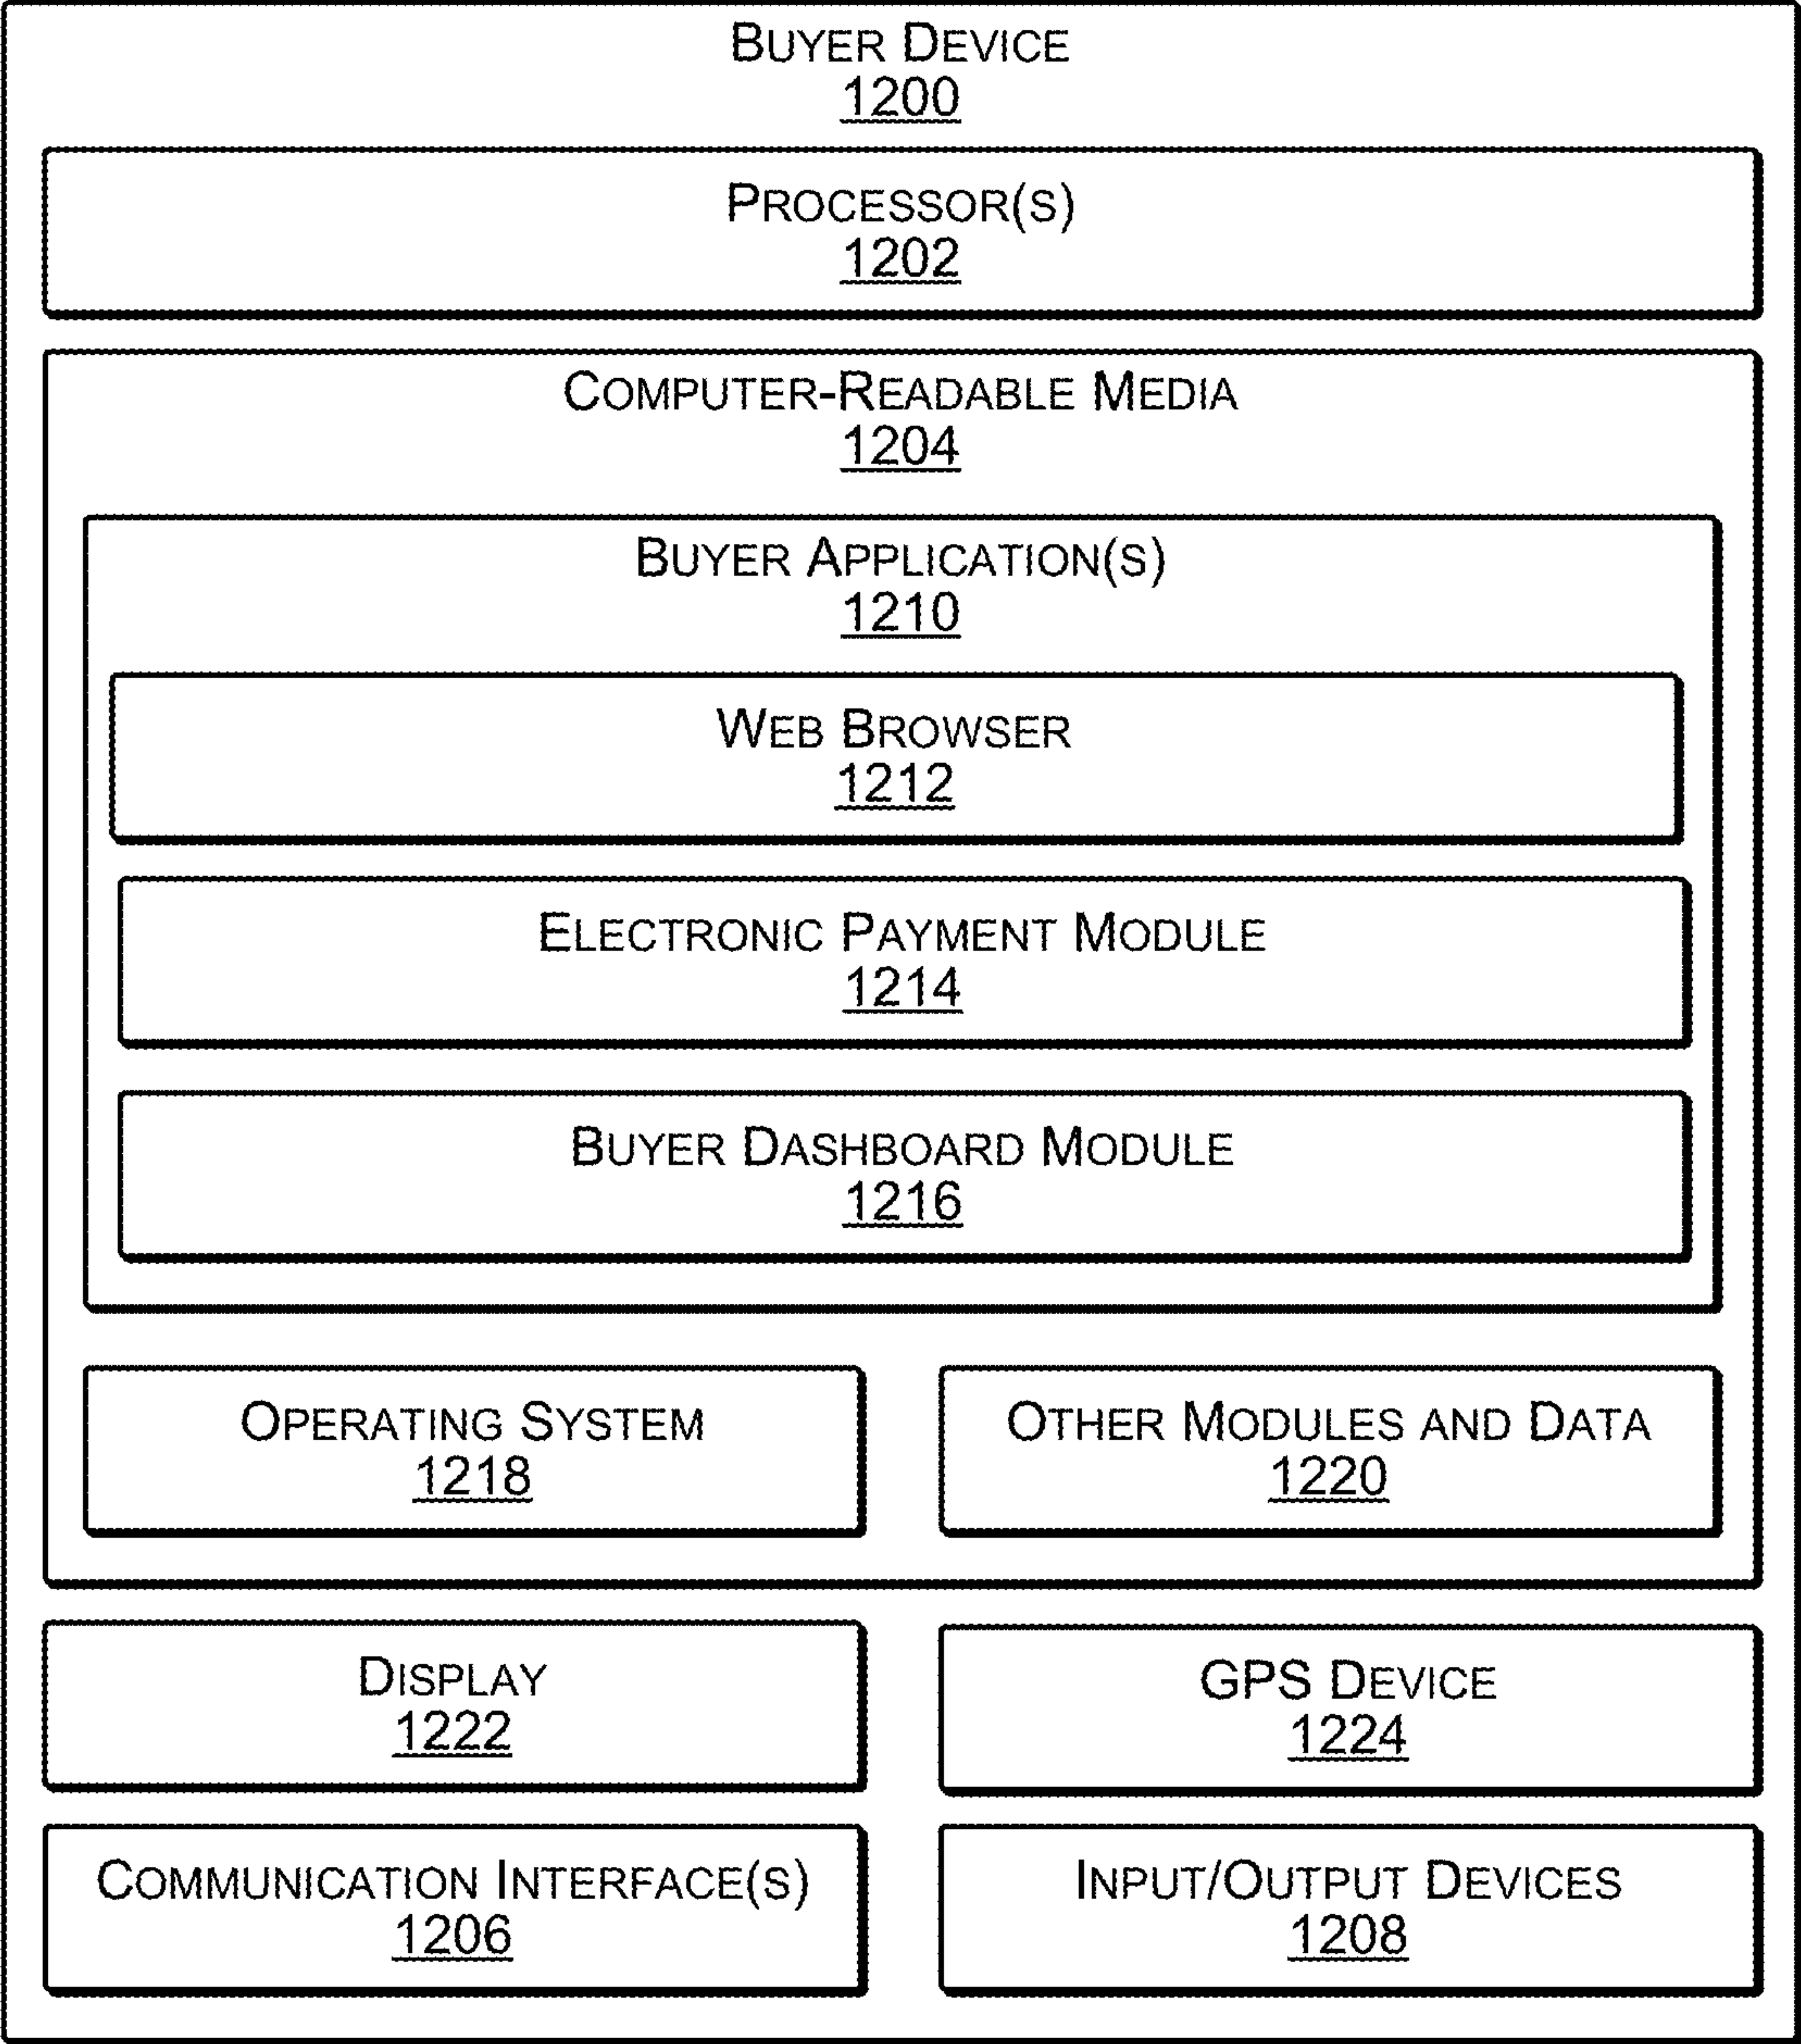 BUYER DEVICE
1200
PROCESSOR(S)
1202
COMPUTER-READABLE MEDIA
1204
BUYER APPLICATION(S)
1210
WEB BROWSER
1212
ELECTRONIC PAYMENT MODULE
1214
BUYER DASHBOARD MODULE
1216
OPERATING SYSTEM
1218
OTHER MODULES AND DATA
1220
DISPLAY
1222
GPS DEVICE
1224
COMMUNICATION INTERFACE(S)
1206
INPUT/OUTPUT DEVICES
1208